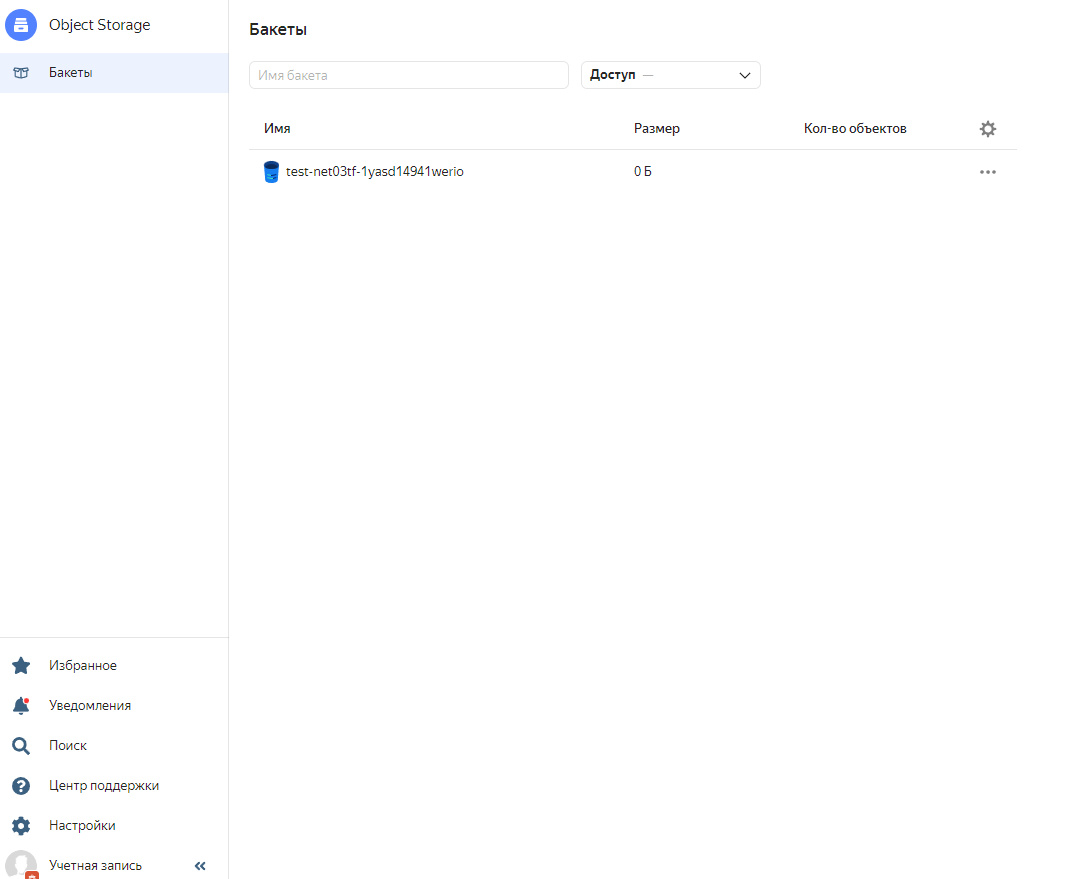 Object Storage
Бакеты
Бакеты
Имя бакета
Доступ —
Имя Размер Кол-во объектов
test-net03tf-1yasd14941werio 0 Б
Избранное
Уведомления
Поиск
Центр поддержки
Настройки
Учетная запись